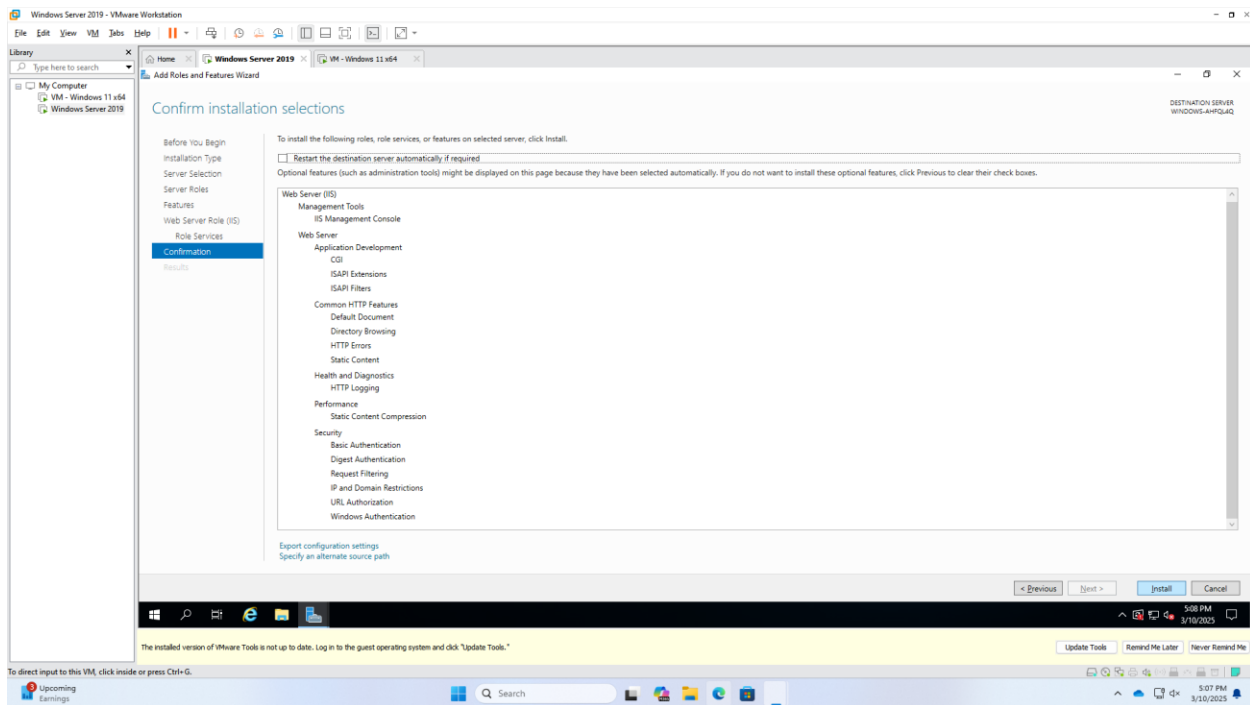 Windows Server 2019 - VMware Workstation
File Edit View VM Tabs Help
Library
Type here to search
My Computer
VM - Windows 11 x64
Windows Server 2019
Home
Windows Server 2019
VM - Windows 11 x64
Add Roles and Features Wizard
Confirm installation selections
DESTINATION SERVER
WINDOWS-AHFQL4Q
Before You Begin
Installation Type
Server Selection
Server Roles
Features
Web Server Role (IIS)
Role Services
Confirmation
Results
To install the following roles, role services, or features on selected server, click Install.
Restart the destination server automatically if required
Optional features (such as administration tools) might be displayed on this page because they have been selected automatically. If you do not want to install these optional features, click Previous to clear their check boxes.
Web Server (IIS)
Management Tools
IIS Management Console
Web Server
Application Development
CGI
ISAPI Extensions
ISAPI Filters
Common HTTP Features
Default Document
Directory Browsing
HTTP Errors
Static Content
Health and Diagnostics
HTTP Logging
Performance
Static Content Compression
Security
Basic Authentication
Digest Authentication
Request Filtering
IP and Domain Restrictions
URL Authorization
Windows Authentication
Export configuration settings
Specify an alternate source path
< Previous
Next >
Install
Cancel
5:08 PM
3/10/2025
The installed version of VMware Tools is not up to date. Log in to the guest operating system and click "Update Tools."
Update Tools
Remind Me Later
Never Remind Me
To direct input to this VM, click inside or press Ctrl+G.
3
Upcoming
Earnings
Search
5:07 PM
3/10/2025